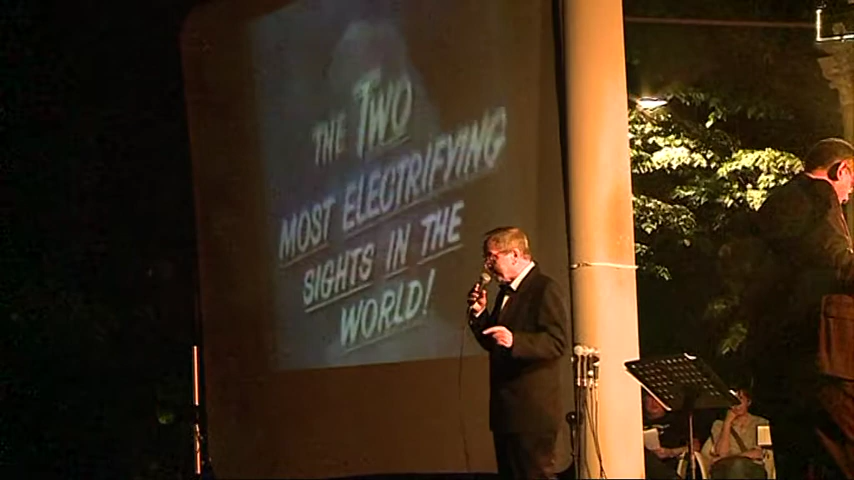 THE TWO
MOST ELECTRIFYING
SIGHTS IN THE
WORLD!